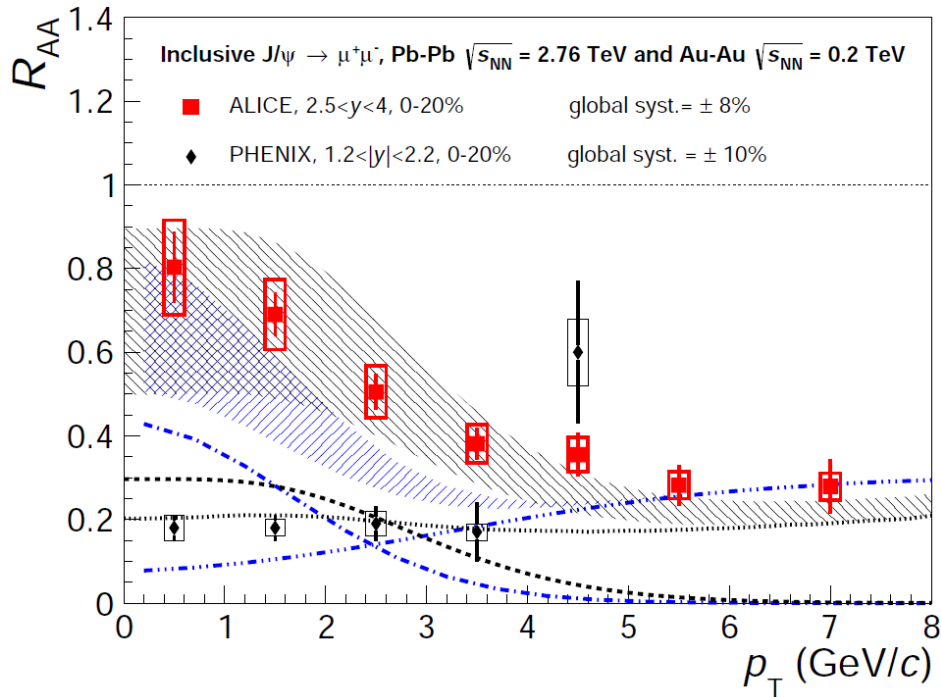 R_AA
1.4
1.2
1
0.8
0.6
0.4
0.2
0
Inclusive J/ψ → μ⁺μ⁻, Pb-Pb √s_NN = 2.76 TeV and Au-Au √s_NN = 0.2 TeV
ALICE, 2.5<y<4, 0-20% global syst.= ± 8%
PHENIX, 1.2<|y|<2.2, 0-20% global syst. = ± 10%
0 1 2 3 4 5 6 7 8
p_T (GeV/c)